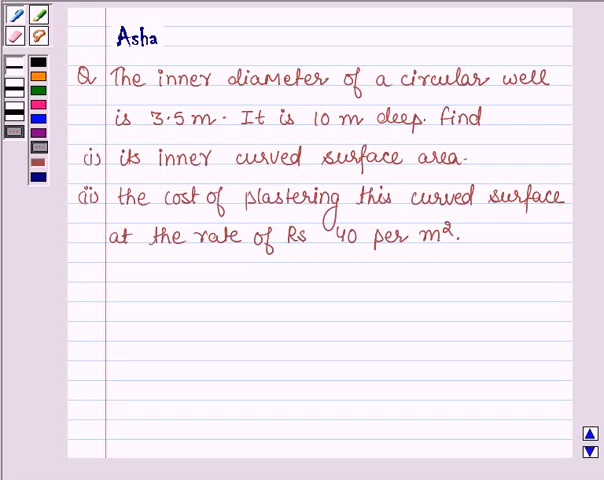 Asha
Q The inner diameter of a circular well
is 3.5 m. It is 10 m deep. find
(i) its inner curved surface area.
(ii) the cost of plastering this curved surface
at the rate of Rs 40 per m².